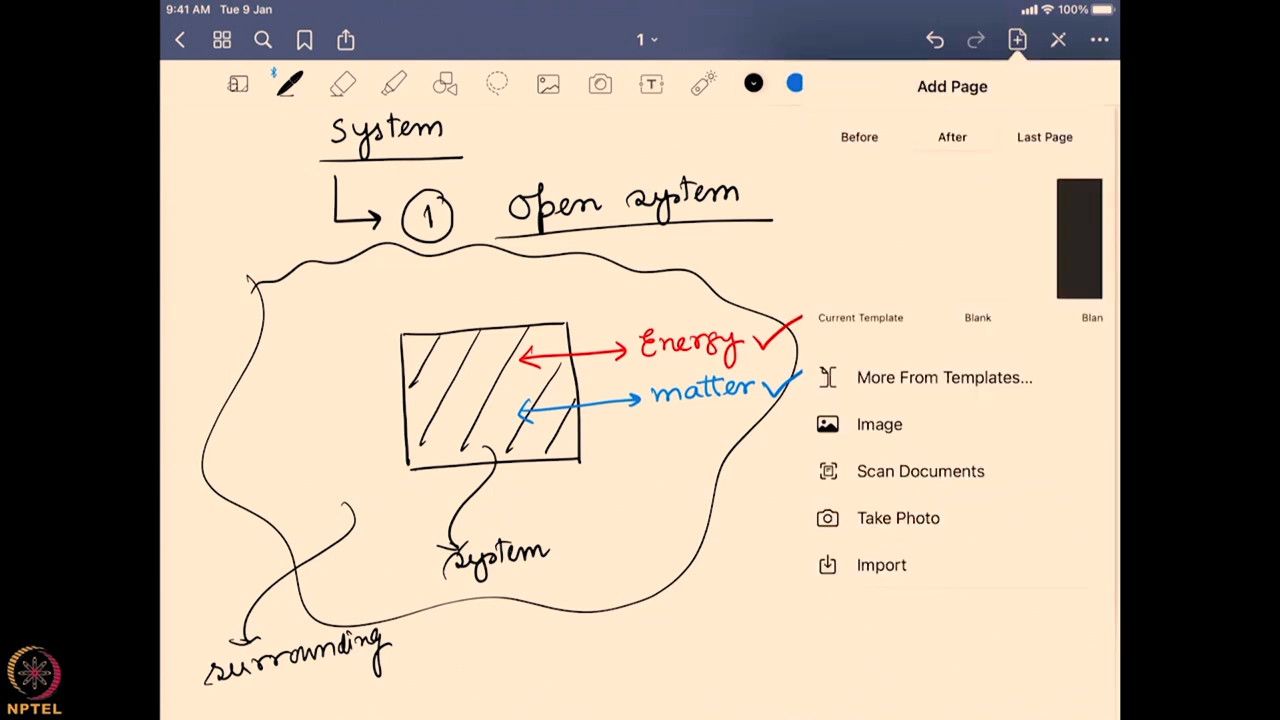 9:41 AM Tue 9 Jan
100%
1
Add Page
Before After Last Page
system
1 open system
Current Template Blank Blan
Energy
matter
More From Templates...
Image
Scan Documents
Take Photo
Import
system
surrounding
NPTEL